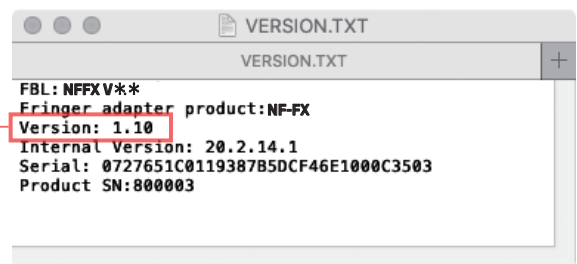 VERSION.TXT
VERSION.TXT +
FBL: NFFX V**
Fringer adapter product:NF-FX
Version: 1.10
Internal Version: 20.2.14.1
Serial: 0727651C0119387B5DCF46E1000C3503
Product SN:800003